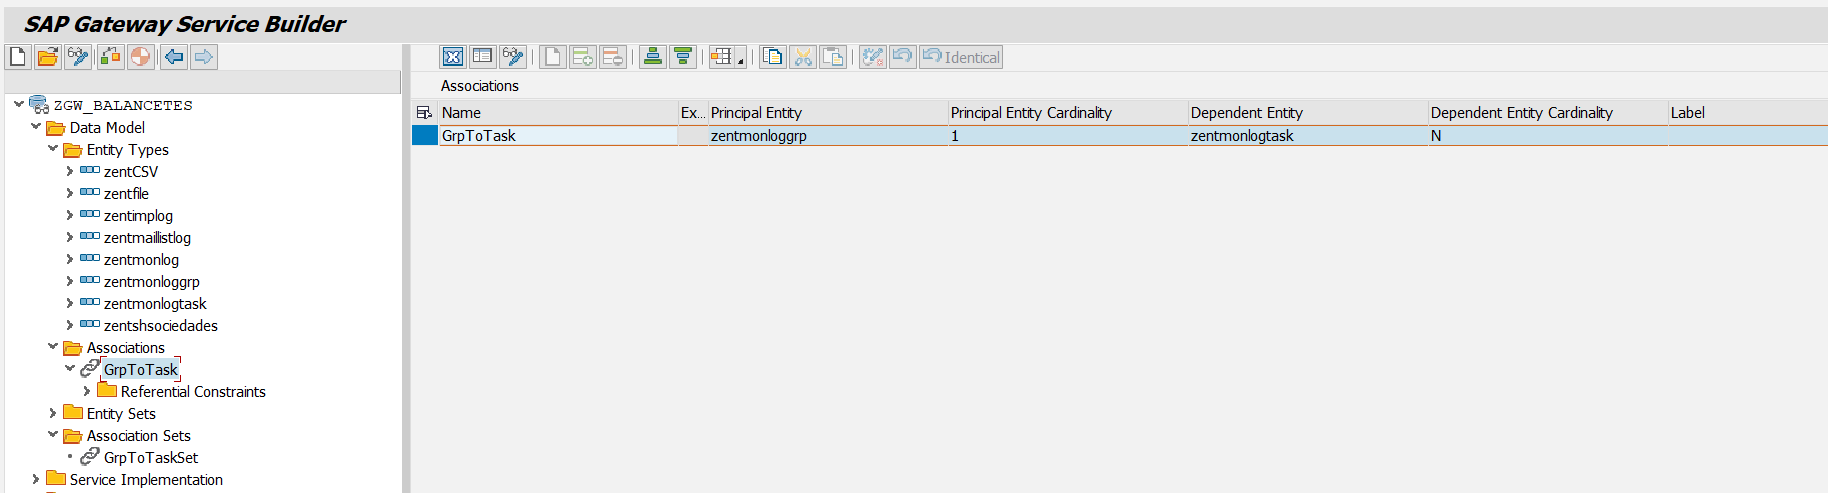 SAP Gateway Service Builder
Identical
Associations
Name Ex... Principal Entity Principal Entity Cardinality Dependent Entity Dependent Entity Cardinality Label
GrpToTask zentmonloggrp 1 zentmonlogtask N
ZGW_BALANCETES
Data Model
Entity Types
zentCSV
zentfile
zentimplog
zentmaillistlog
zentmonlog
zentmonloggrp
zentmonlogtask
zentshsociedades
Associations
GrpToTask
Referential Constraints
Entity Sets
Association Sets
GrpToTaskSet
Service Implementation